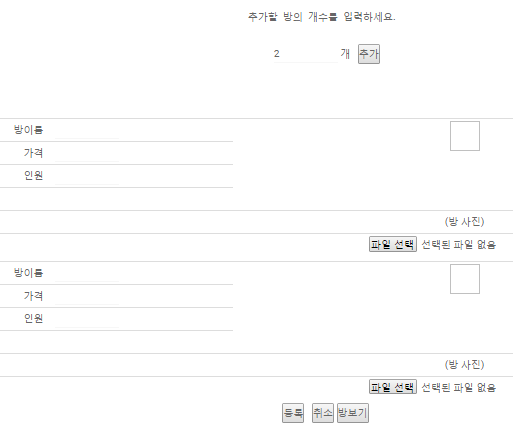 추가할 방의 개수를 입력하세요.
2 개 추가
방이름
가격
인원
(방 사진)
파일 선택 선택된 파일 없음
방이름
가격
인원
(방 사진)
파일 선택 선택된 파일 없음
등록 취소 방보기